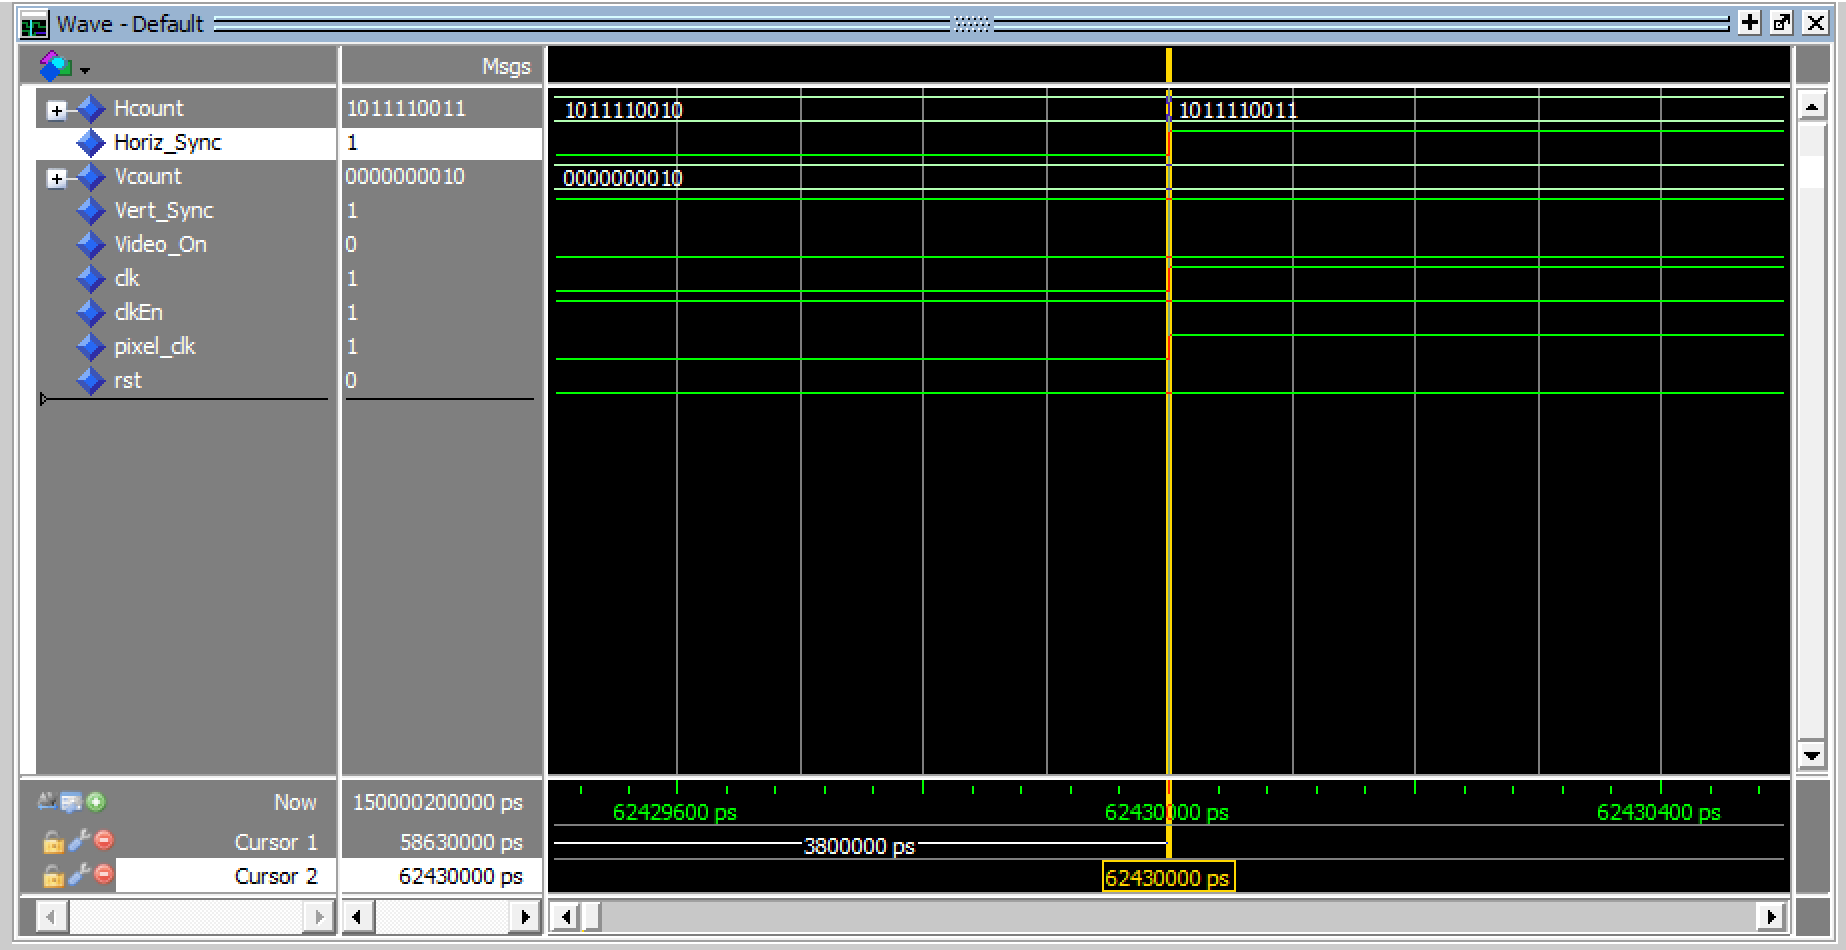 Wave - Default
Msgs
Hcount 1011110011 1011110010 1011110011
Horiz_Sync 1
Vcount 0000000010 0000000010
Vert_Sync 1
Video_On 0
clk 1
clkEn 1
pixel_clk 1
rst 0
Now 150000200000 ps 62429600 ps 62430000 ps 62430400 ps
Cursor 1 58630000 ps 3800000 ps
Cursor 2 62430000 ps 62430000 ps